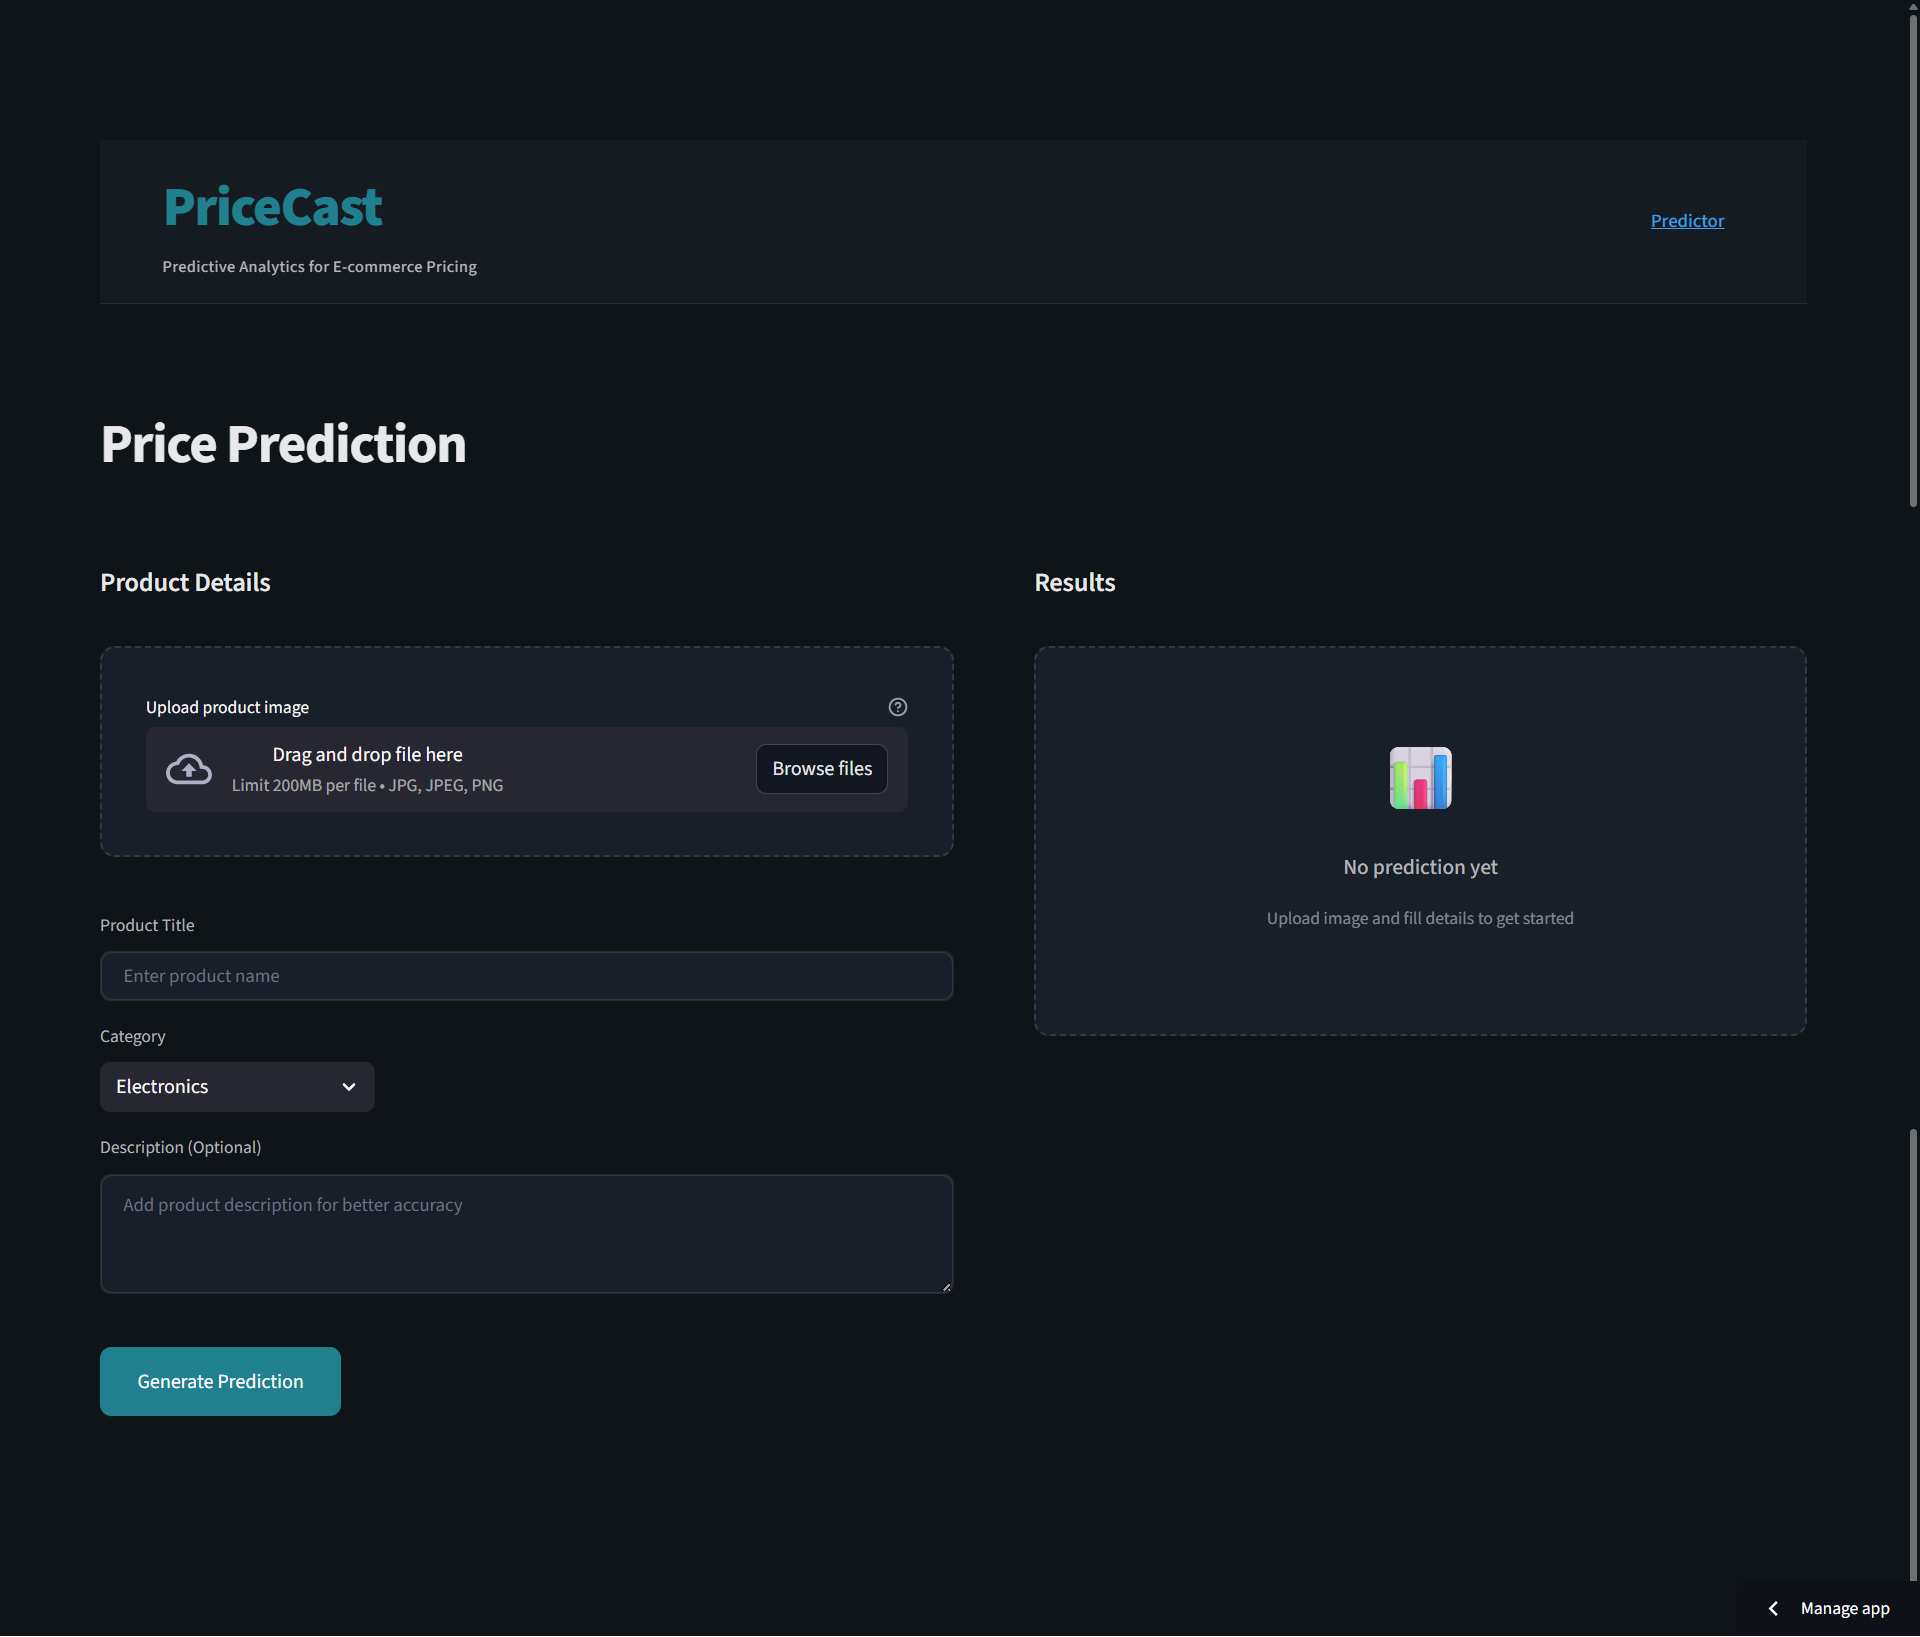 PriceCast
Predictive Analytics for E-commerce Pricing
Predictor
Price Prediction
Product Details
Upload product image
Drag and drop file here
Limit 200MB per file • JPG, JPEG, PNG
Browse files
Product Title
Enter product name
Category
Electronics
Description (Optional)
Add product description for better accuracy
Generate Prediction
Results
No prediction yet
Upload image and fill details to get started
Manage app